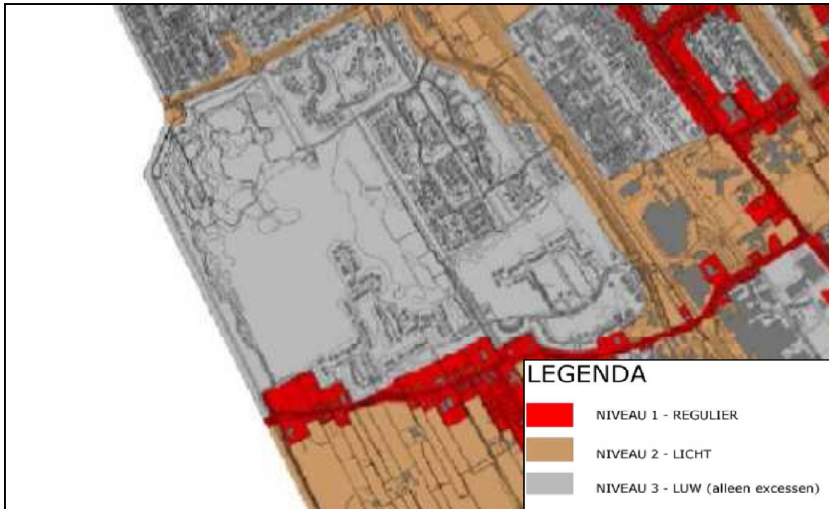 LEGENDA
NIVEAU 1 - REGULIER
NIVEAU 2 - LICHT
NIVEAU 3 - LUW (alleen excessen)